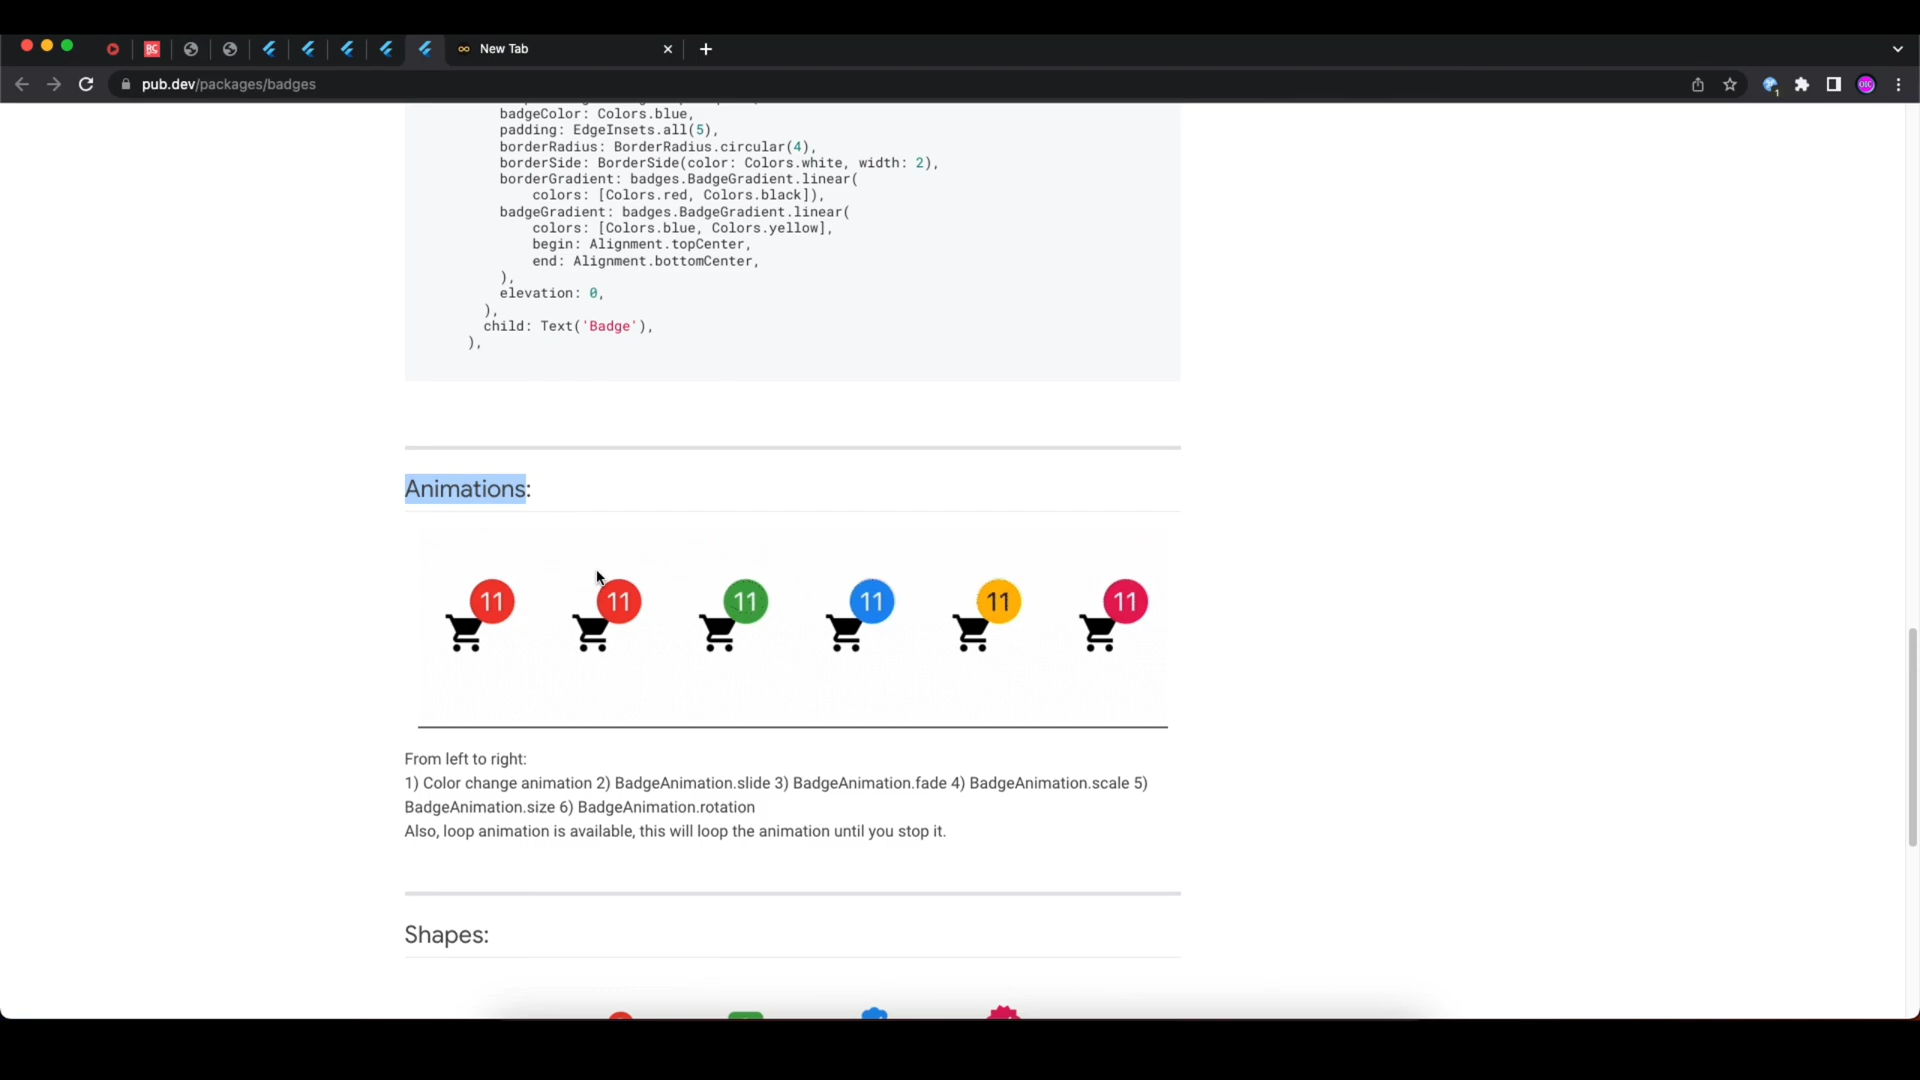 New Tab
pub.dev/packages/badges
badgeColor: Colors.blue,
padding: EdgeInsets.all(5),
borderRadius: BorderRadius.circular(4),
borderSide: BorderSide(color: Colors.white, width: 2),
borderGradient: badges.BadgeGradient.linear(
colors: [Colors.red, Colors.black]),
badgeGradient: badges.BadgeGradient.linear(
colors: [Colors.blue, Colors.yellow],
begin: Alignment.topCenter,
end: Alignment.bottomCenter,
),
elevation: 0,
),
child: Text('Badge'),
),
Animations:
11 11 11 11 11 11
From left to right:
1) Color change animation 2) BadgeAnimation.slide 3) BadgeAnimation.fade 4) BadgeAnimation.scale 5)
BadgeAnimation.size 6) BadgeAnimation.rotation
Also, loop animation is available, this will loop the animation until you stop it.
Shapes: